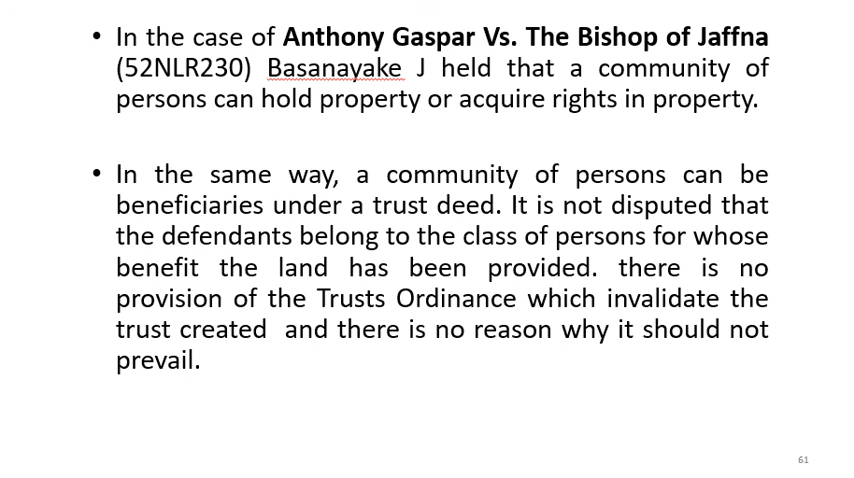 • In the case of Anthony Gaspar Vs. The Bishop of Jaffna
(52NLR230) Basanayake J held that a community of
persons can hold property or acquire rights in property.
• In the same way, a community of persons can be
beneficiaries under a trust deed. It is not disputed that
the defendants belong to the class of persons for whose
benefit the land has been provided. there is no
provision of the Trusts Ordinance which invalidate the
trust created and there is no reason why it should not
prevail.
61